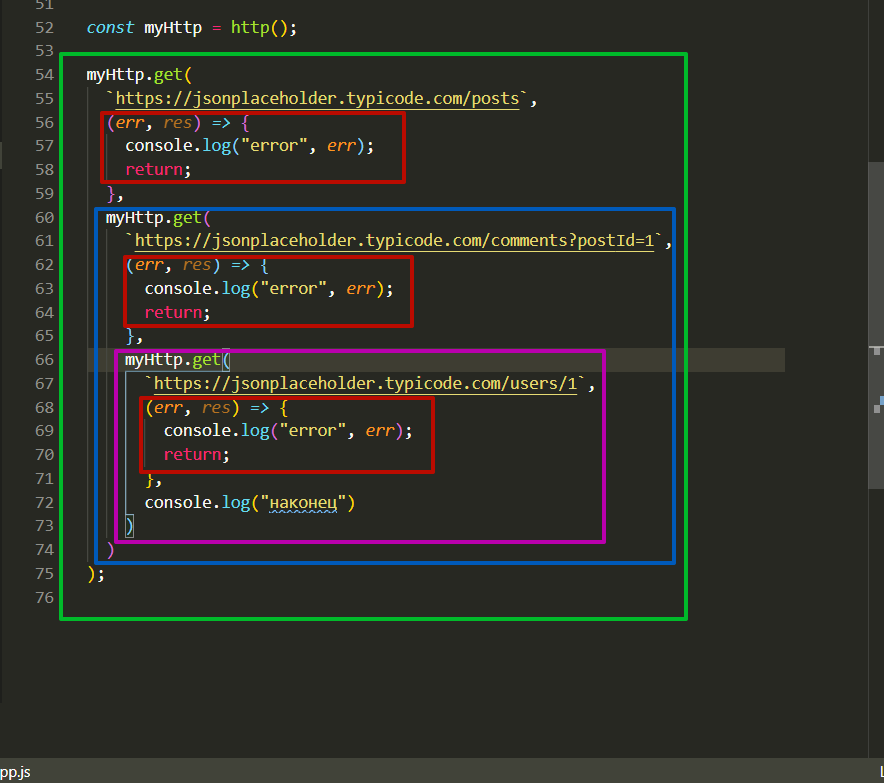 51
52 const myHttp = http();
53
54 myHttp.get(
55 `https://jsonplaceholder.typicode.com/posts`,
56 (err, res) => {
57 console.log("error", err);
58 return;
59 },
60 myHttp.get(
61 `https://jsonplaceholder.typicode.com/comments?postId=1`,
62 (err, res) => {
63 console.log("error", err);
64 return;
65 },
66 myHttp.get(
67 `https://jsonplaceholder.typicode.com/users/1`,
68 (err, res) => {
69 console.log("error", err);
70 return;
71 },
72 console.log("наконец")
73 )
74 )
75 );
76
pp.js